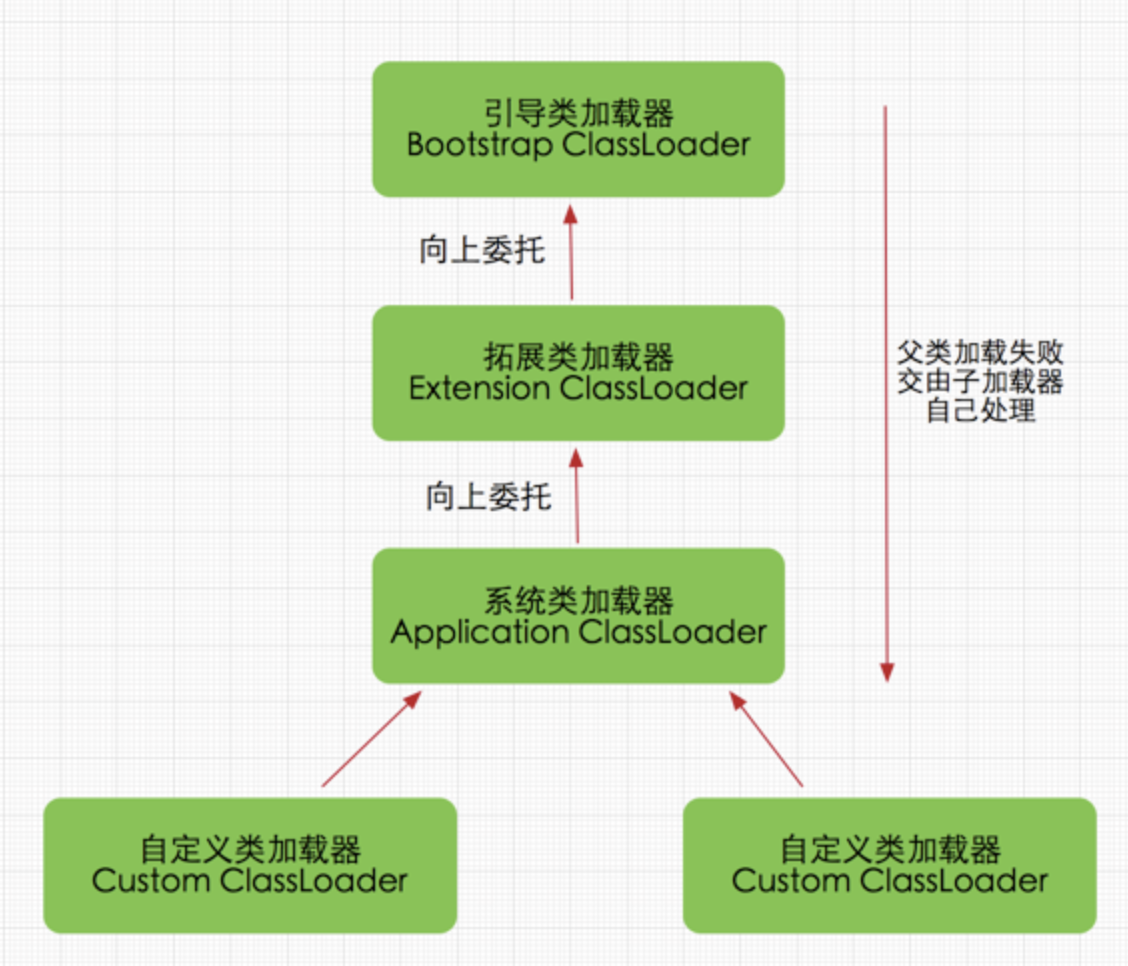 引导类加载器
Bootstrap ClassLoader
向上委托
拓展类加载器
Extension ClassLoader
父类加载失败
交由子加载器
自己处理
向上委托
系统类加载器
Application ClassLoader
自定义类加载器
Custom ClassLoader
自定义类加载器
Custom ClassLoader